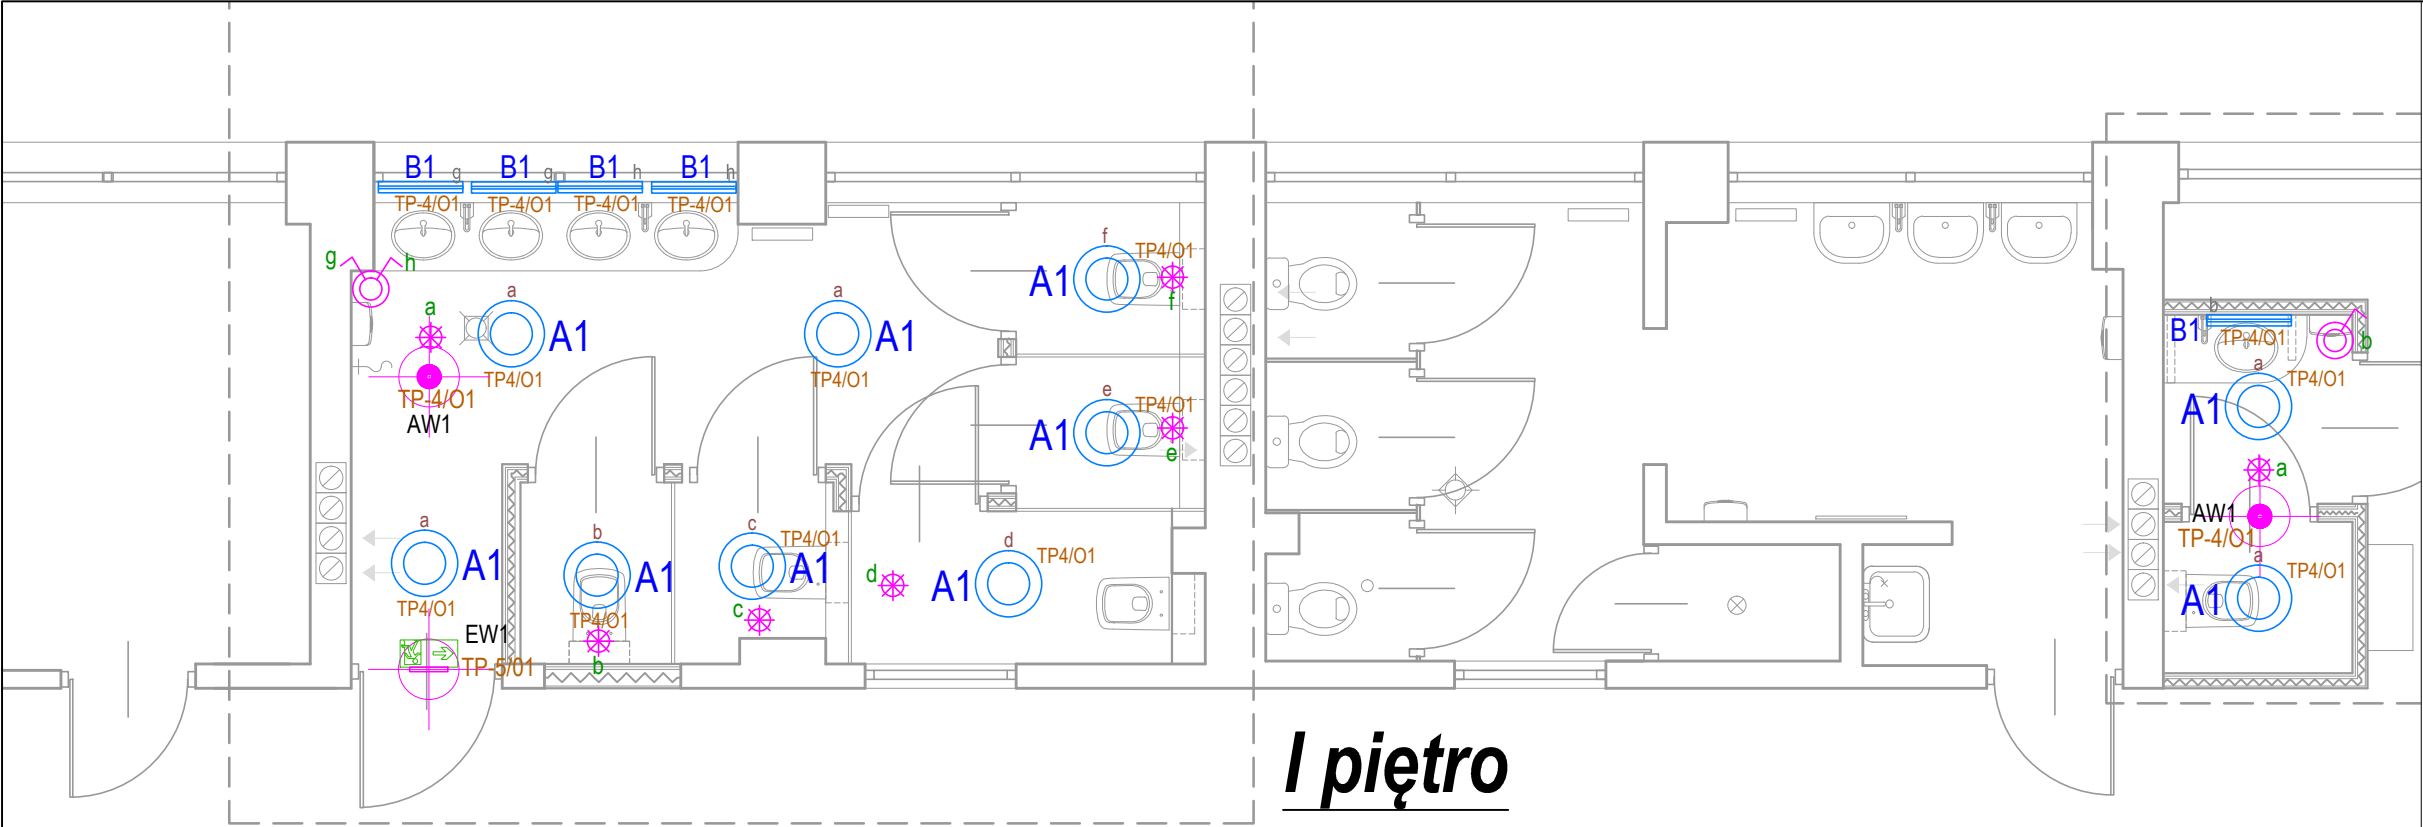 B1 g B1 g B1 h B1 h
TP-4/O1 TP-4/O1 TP-4/O1 TP-4/O1
g h
f TP4/O1
A1
f
a
a A1
TP4/O1
a A1
TP4/O1
TP-4/O1
AW1
e TP4/O1
A1
e
a A1
TP4/O1
b A1
TP4/O1
b
c TP4/O1
A1
c
d
d TP4/O1
A1
EW1
TP-5/01
b
B1 TP-4/O1
b
a TP4/O1
A1
a
AW1
TP-4/O1
a TP4/O1
A1
I piętro